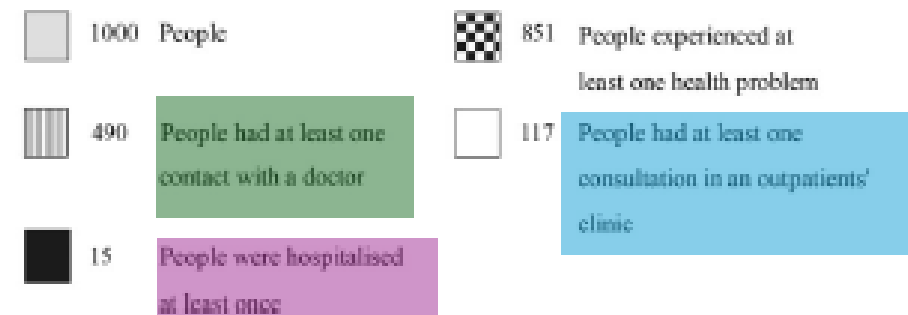 1000 People
851 People experienced at
least one health problem
490 People had at least one
contact with a doctor
117 People had at least one
consultation in an outpatients'
clinic
15 People were hospitalised
at least once